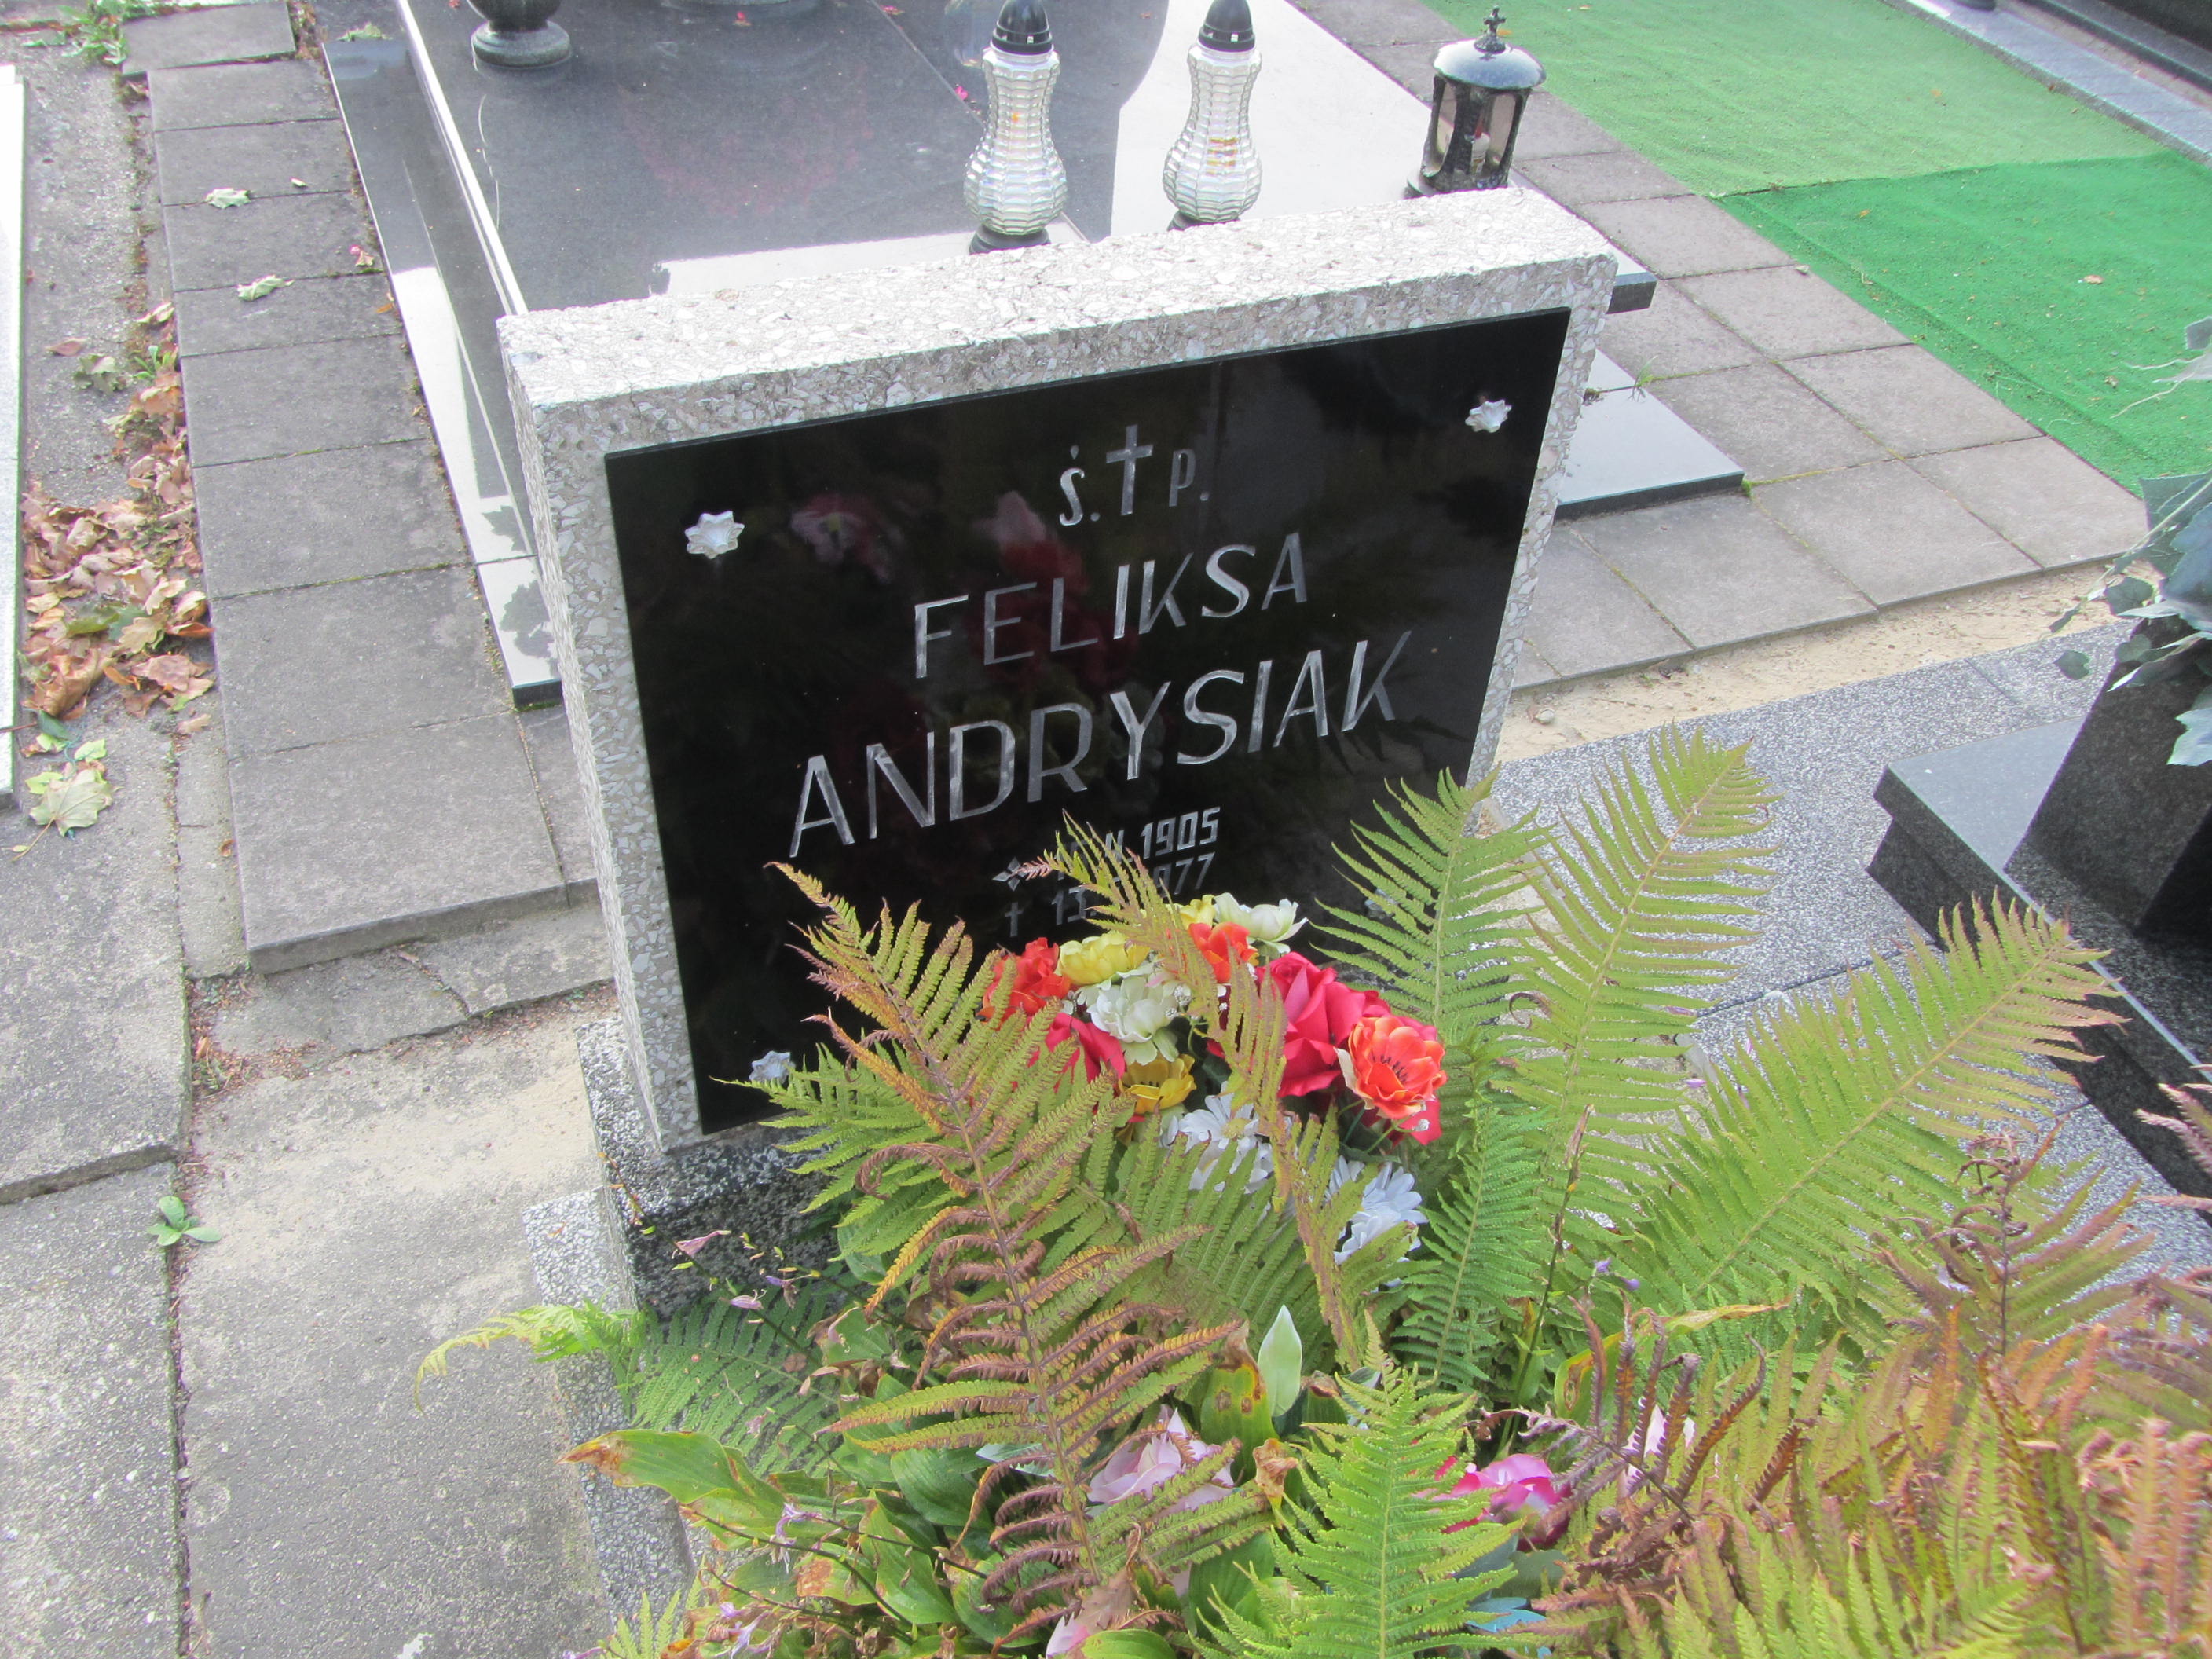 Ś. † P.
FELIKSA
ANDRYSIAK
1905
† 13